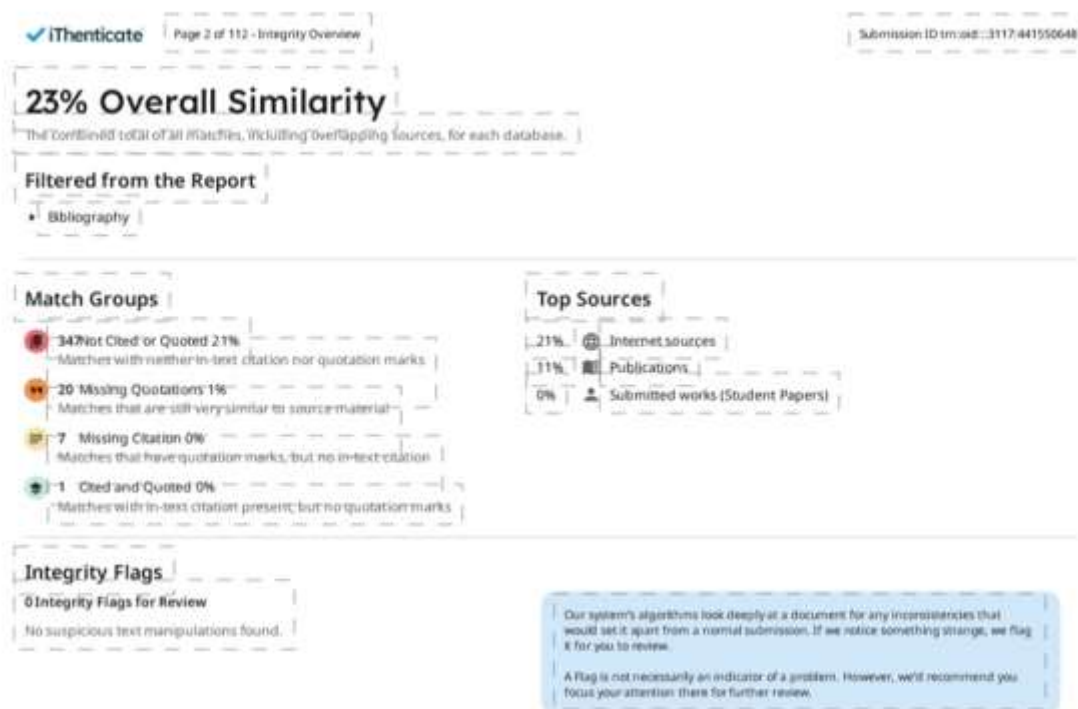 iThenticate Page 2 of 112 - Integrity Overview
Submission ID trn:oid:::3117:441550648
23% Overall Similarity
The combined total of all matches, including overlapping sources, for each database.
Filtered from the Report
• Bibliography
Match Groups
347Not Cited or Quoted 21%
Matches with neither in-text citation nor quotation marks
20 Missing Quotations 1%
Matches that are still very similar to source material
7 Missing Citation 0%
Matches that have quotation marks, but no in-text citation
1 Cited and Quoted 0%
Matches with in-text citation present, but no quotation marks
Top Sources
21% Internet sources
11% Publications
0% Submitted works (Student Papers)
Integrity Flags
0 Integrity Flags for Review
No suspicious text manipulations found.
Our system's algorithms look deeply at a document for any inconsistencies that
would set it apart from a normal submission. If we notice something strange, we flag
it for you to review.
A Flag is not necessarily an indicator of a problem. However, we'd recommend you
focus your attention there for further review.